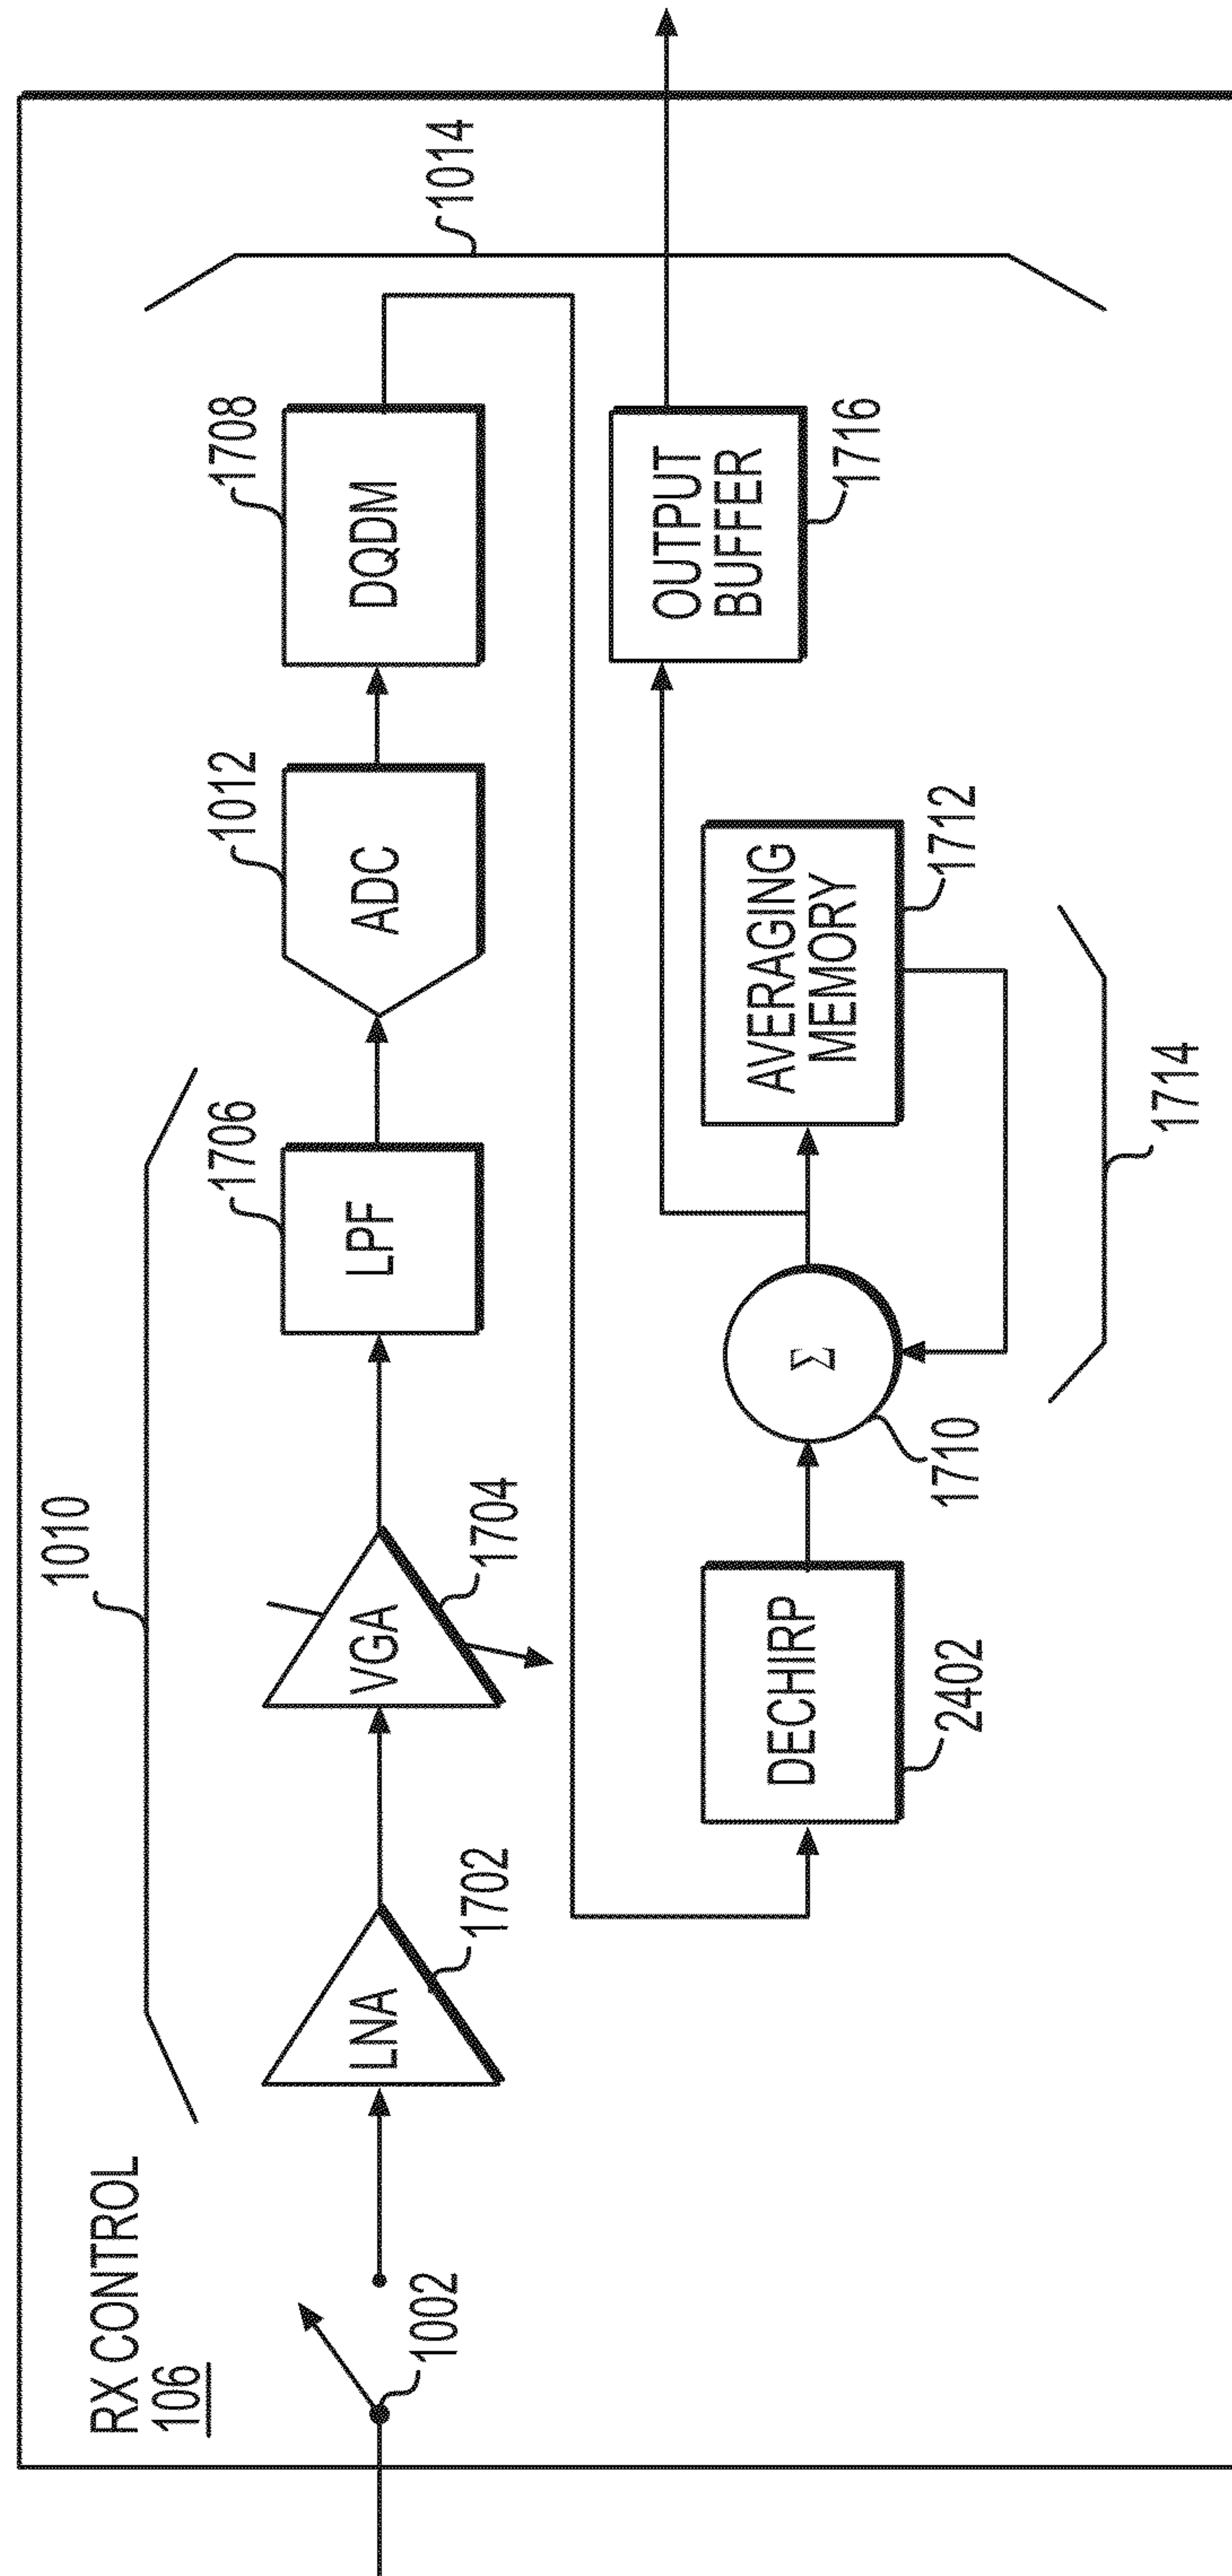 RX CONTROL
106
1010
1002
LNA
1702
VGA
1704
LPF
1706
ADC
1012
DQDM
1708
1014
DECHIRP
2402
Σ
1710
AVERAGING
MEMORY
1712
1714
OUTPUT
BUFFER
1716